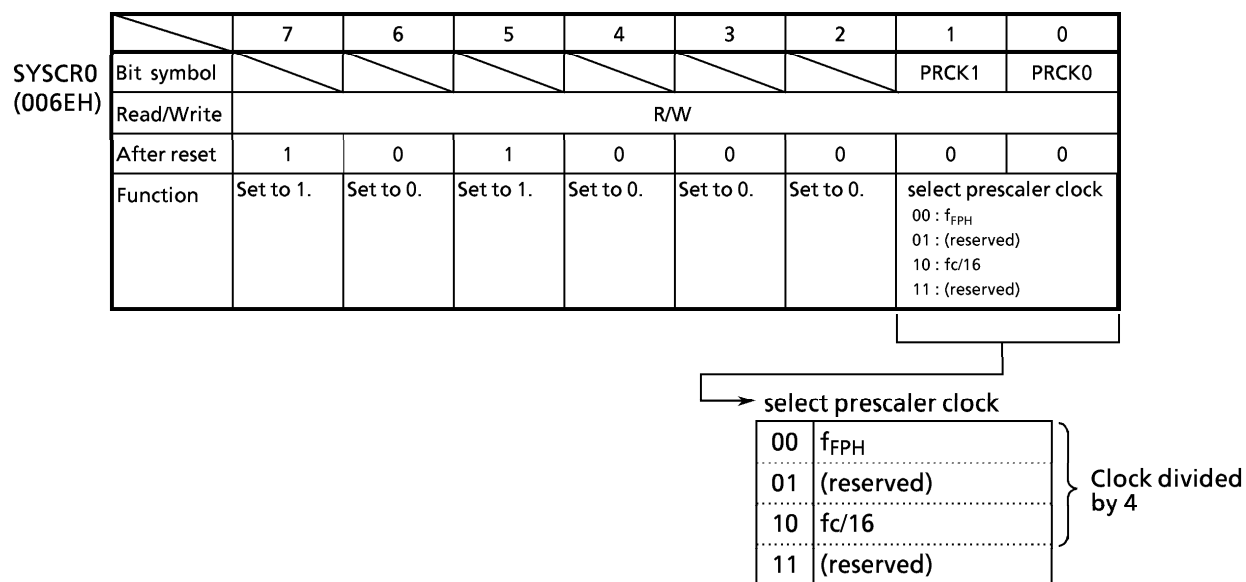 7 6 5 4 3 2 1 0
SYSCR0
(006EH)
Bit symbol PRCK1 PRCK0
Read/Write R/W
After reset 1 0 1 0 0 0 0 0
Function Set to 1. Set to 0. Set to 1. Set to 0. Set to 0. Set to 0. select prescaler clock
00 : fFPH
01 : (reserved)
10 : fc/16
11 : (reserved)
select prescaler clock
00 fFPH
01 (reserved)
10 fc/16
11 (reserved)
Clock divided
by 4